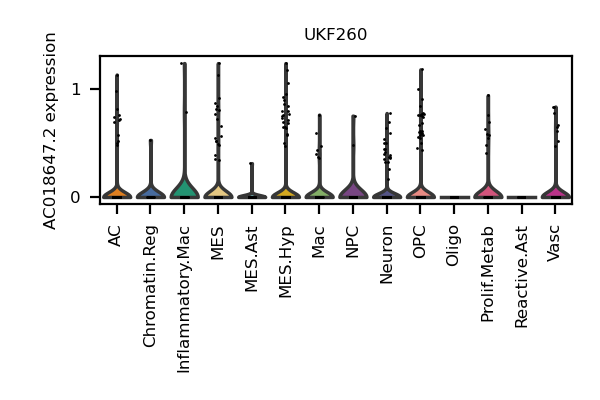 UKF260
AC018647.2 expression
1
0
AC
Chromatin.Reg
Inflammatory.Mac
MES
MES.Ast
MES.Hyp
Mac
NPC
Neuron
OPC
Oligo
Prolif.Metab
Reactive.Ast
Vasc